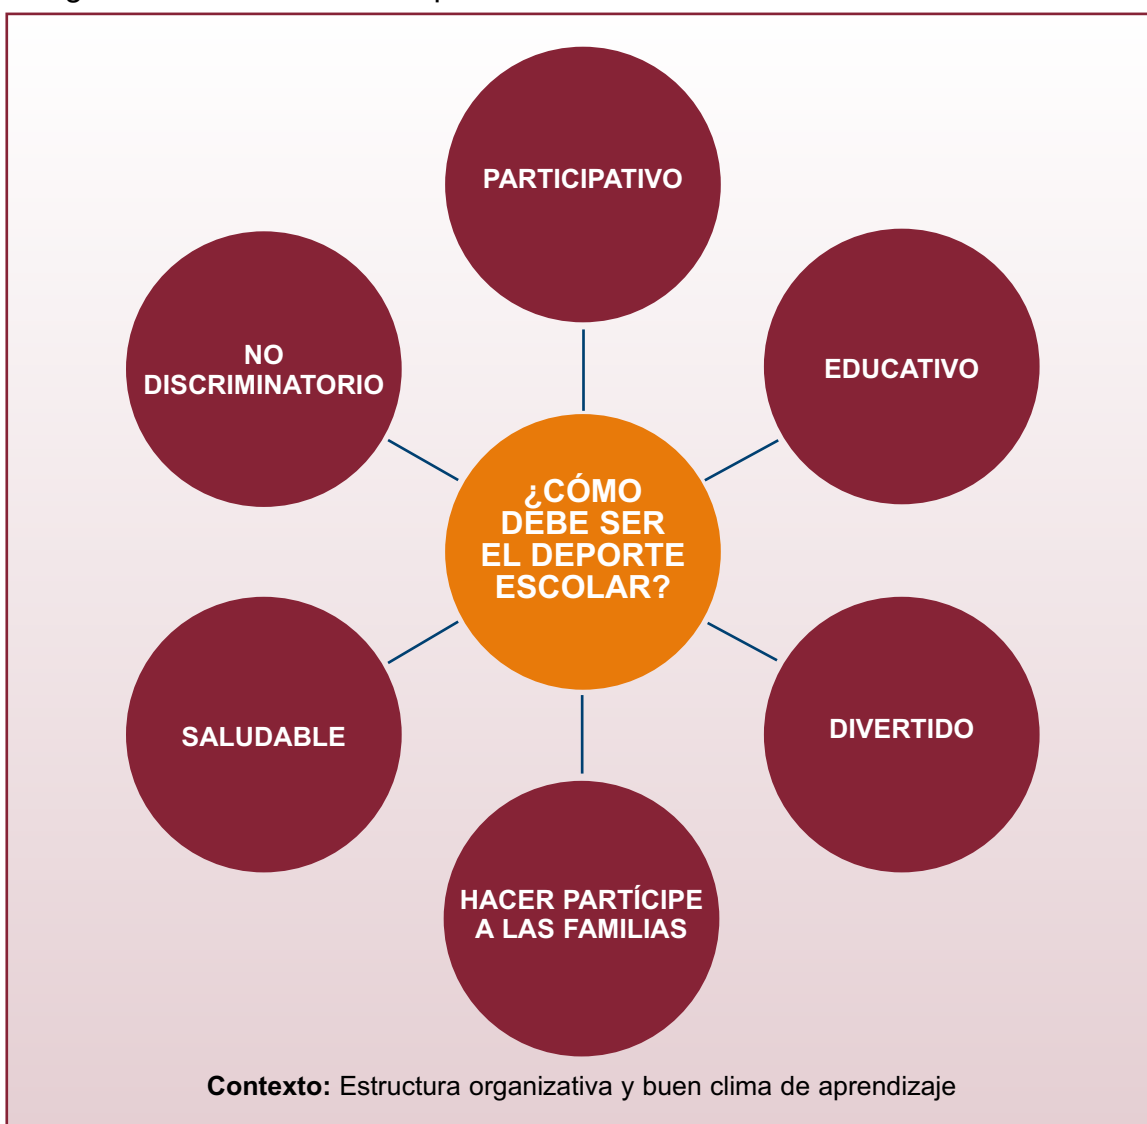 PARTICIPATIVO
NO
DISCRIMINATORIO
EDUCATIVO
¿CÓMO
DEBE SER
EL DEPORTE
ESCOLAR?
SALUDABLE
DIVERTIDO
HACER PARTÍCIPE
A LAS FAMILIAS
Contexto: Estructura organizativa y buen clima de aprendizaje